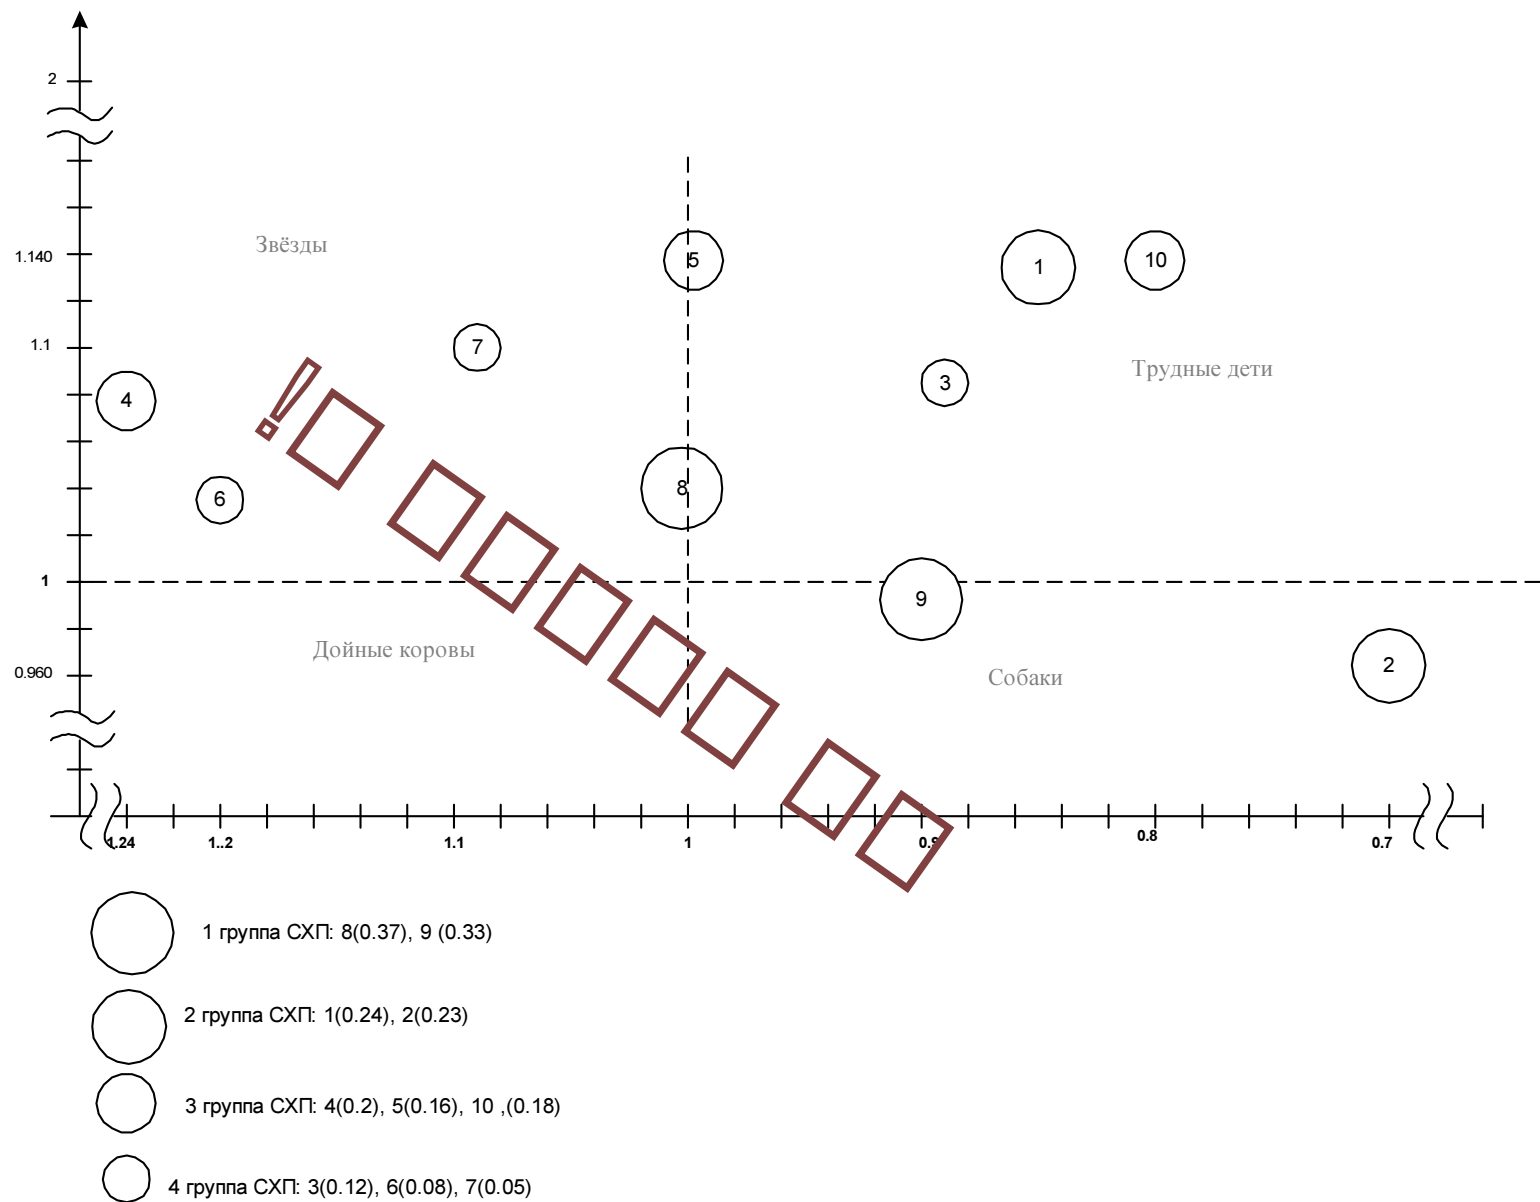 2
1.140
Звёзды
5
1
10
1.1
7
Трудные дети
3
4
6
8
1
9
Дойные коровы
0.960
Собаки
2
1.24
1..2
1.1
1
0.8
0.7
1 группа СХП: 8(0.37), 9 (0.33)
2 группа СХП: 1(0.24), 2(0.23)
3 группа СХП: 4(0.2), 5(0.16), 10 ,(0.18)
4 группа СХП: 3(0.12), 6(0.08), 7(0.05)